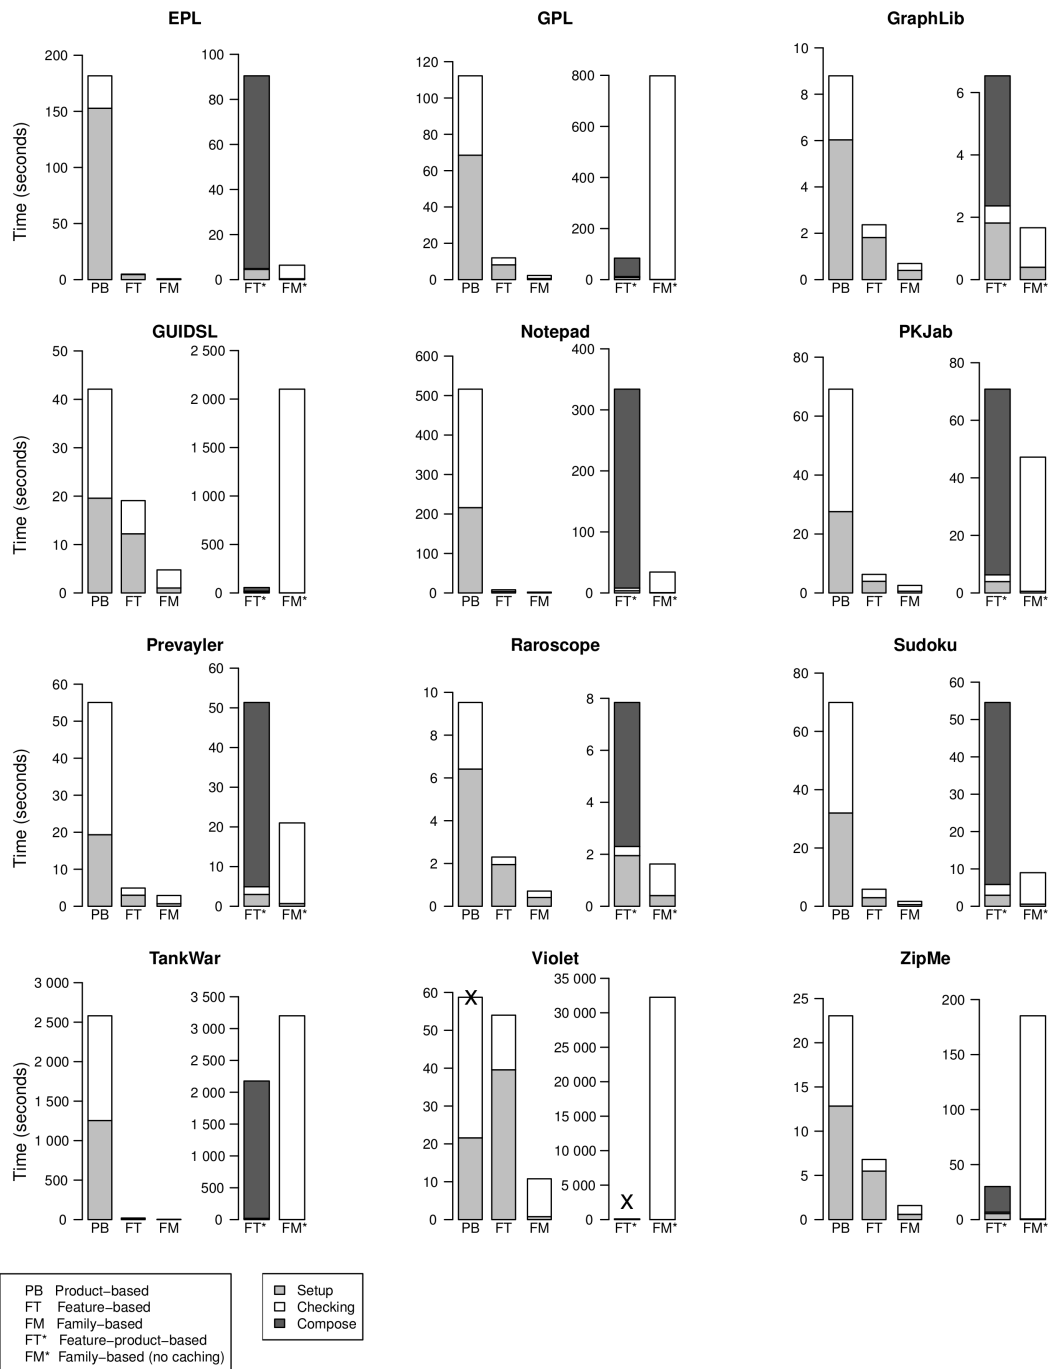 EPL
GPL
GraphLib
Time (seconds)
200
150
100
50
0
PB
FT
FM
100
80
60
40
20
0
FT*
FM*
120
100
80
60
40
20
0
PB
FT
FM
800
600
400
200
0
FT*
FM*
10
8
6
4
2
0
PB
FT
FM
6
4
2
0
FT*
FM*
GUIDSL
Notepad
PKJab
Time (seconds)
50
40
30
20
10
0
PB
FT
FM
2 500
2 000
1 500
1 000
500
0
FT*
FM*
600
500
400
300
200
100
0
PB
FT
FM
400
300
200
100
0
FT*
FM*
80
60
40
20
0
PB
FT
FM
80
60
40
20
0
FT*
FM*
Prevayler
Raroscope
Sudoku
Time (seconds)
60
50
40
30
20
10
0
PB
FT
FM
60
50
40
30
20
10
0
FT*
FM*
10
8
6
4
2
0
PB
FT
FM
8
6
4
2
0
FT*
FM*
80
60
40
20
0
PB
FT
FM
60
50
40
30
20
10
0
FT*
FM*
TankWar
Violet
ZipMe
Time (seconds)
3 000
2 500
2 000
1 500
1 000
500
0
PB
FT
FM
3 500
3 000
2 500
2 000
1 500
1 000
500
0
FT*
FM*
60
50
40
30
20
10
0
X
PB
FT
FM
35 000
30 000
25 000
20 000
15 000
10 000
5 000
0
X
FT*
FM*
25
20
15
10
5
0
PB
FT
FM
200
150
100
50
0
FT*
FM*
PB Product−based
FT Feature−based
FM Family−based
FT* Feature−product−based
FM* Family−based (no caching)
Setup
Checking
Compose